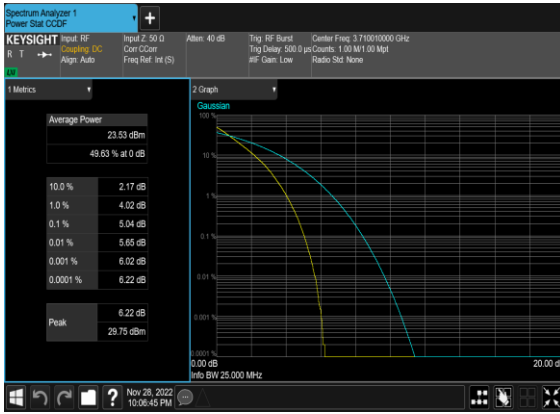 Spectrum Analyzer 1
Power Stat CCDF
+
KEYSIGHT
R T
Input: RF
Coupling: DC
Align: Auto
Input Z: 50 Ω
Corr CCorr
Freq Ref: Int (S)
Atten: 40 dB
Trig: RF Burst
Trig Delay: 500.0 µs
#IF Gain: Low
Center Freq: 3.710010000 GHz
Counts: 1.00 M/1.00 Mpt
Radio Std: None
1 Metrics
Average Power
23.53 dBm
49.63 % at 0 dB
10.0 % 2.17 dB
1.0 % 4.02 dB
0.1 % 5.04 dB
0.01 % 5.65 dB
0.001 % 6.02 dB
0.0001 % 6.22 dB
Peak
6.22 dB
29.75 dBm
2 Graph
Gaussian
100 %
10 %
1 %
0.1 %
0.01 %
0.001 %
0.0001 %
0.00 dB
20.00 d
Info BW 25.000 MHz
?
Nov 28, 2022
10:06:45 PM